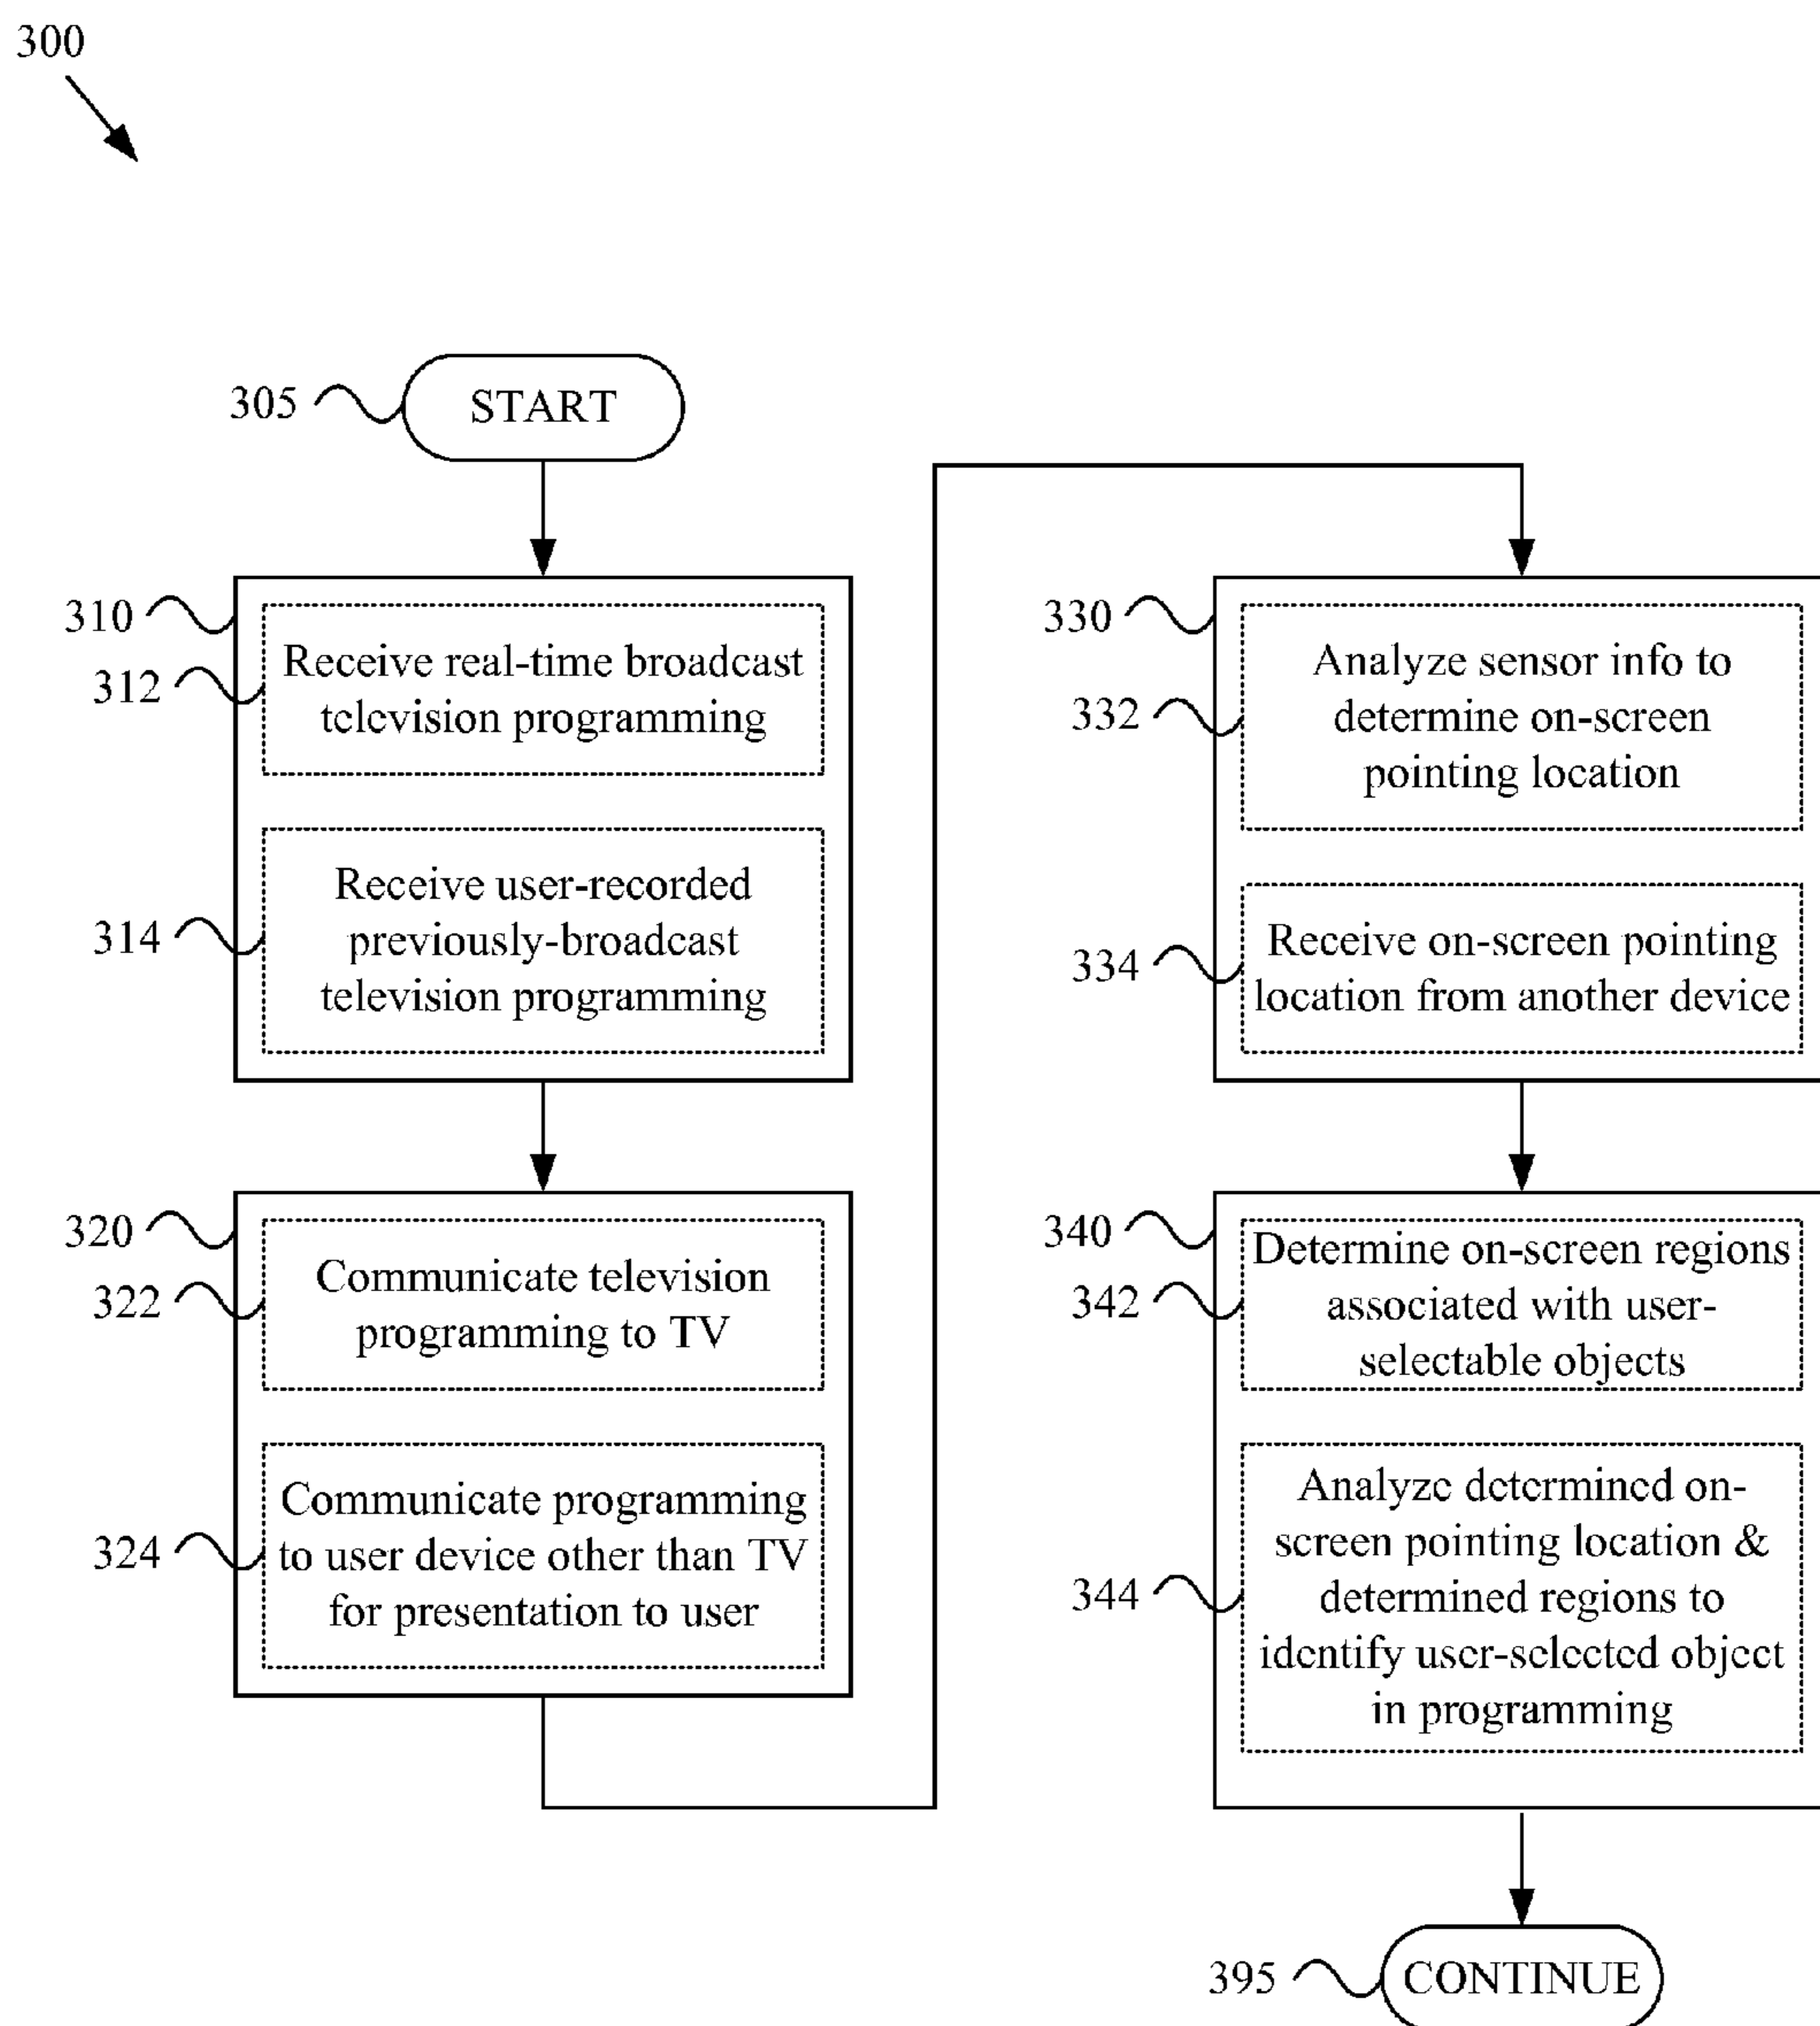 300
305
START
310
312
Receive real-time broadcast
television programming
314
Receive user-recorded
previously-broadcast
television programming
320
322
Communicate television
programming to TV
324
Communicate programming
to user device other than TV
for presentation to user
330
332
Analyze sensor info to
determine on-screen
pointing location
334
Receive on-screen pointing
location from another device
340
342
Determine on-screen regions
associated with user-
selectable objects
344
Analyze determined on-
screen pointing location &
determined regions to
identify user-selected object
in programming
395
CONTINUE